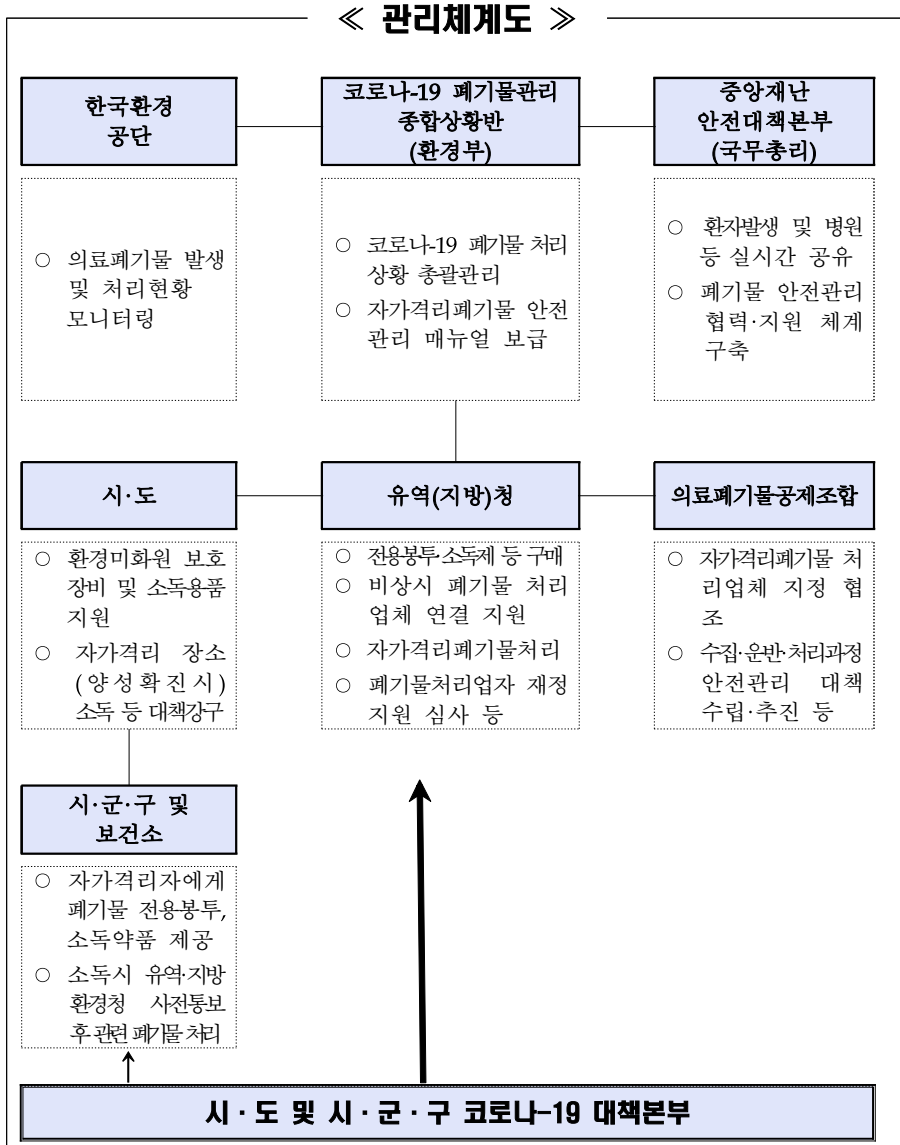 ≪ 관리체계도 ≫
한국환경
공단
코로나-19 폐기물관리
종합상황반
(환경부)
중앙재난
안전대책본부
(국무총리)
○ 의료폐기물 발생
및 처리현황
모니터링
○ 코로나-19 폐기물 처리
상황 총괄관리
○ 자가격리폐기물 안전
관리 매뉴얼 보급
○ 환자발생 및 병원
등 실시간 공유
○ 폐기물 안전관리
협력·지원 체계
구축
시·도
유역(지방)청
의료폐기물공제조합
○ 환경미화원 보호
장비 및 소독용품
지원
○ 자가격리 장소
(양성확진시)
소독 등 대책강구
○ 전용봉투·소독제 등 구매
○ 비상시 폐기물 처리
업체 연결 지원
○ 자가격리폐기물처리
○ 폐기물처리업자 재정
지원 심사 등
○ 자가격리폐기물 처
리업체 지정 협
조
○ 수집·운반·처리과정
안전관리 대책
수립·추진 등
시·군·구 및
보건소
○ 자가격리자에게
폐기물 전용봉투,
소독약품 제공
○ 소독시 유역·지방
환경청 사전통보
후 관련 폐기물 처리
시·도 및 시·군·구 코로나-19 대책본부